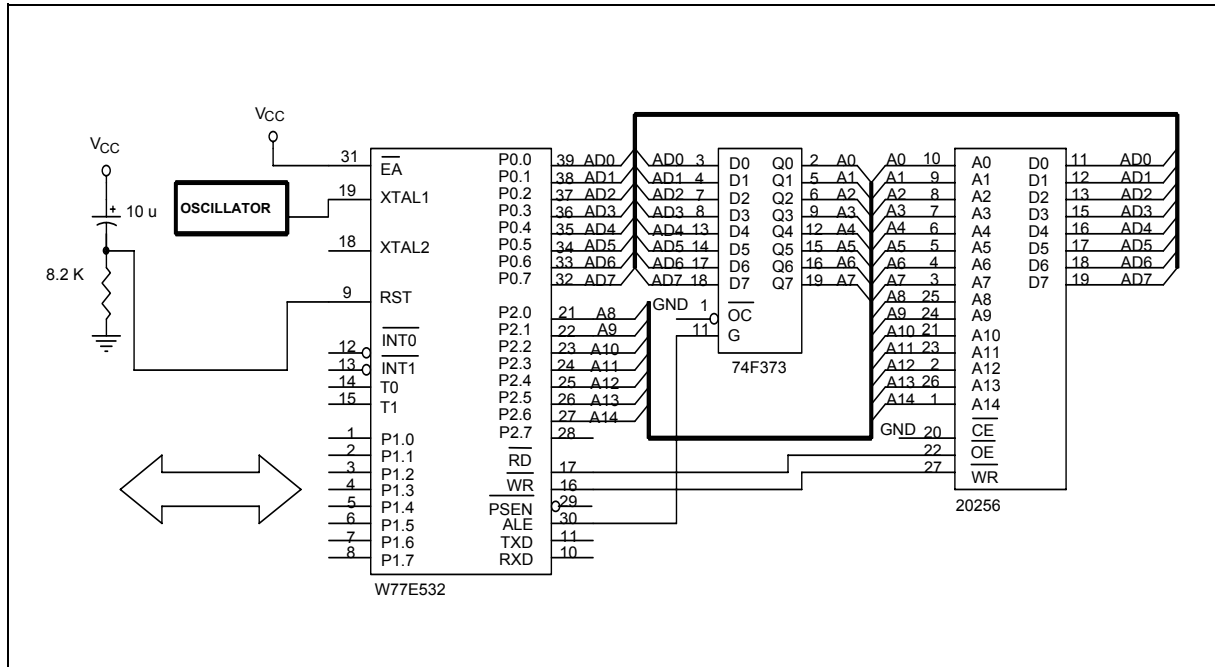 VCC
VCC
10 u
8.2 K
OSCILLATOR
31 EA
19 XTAL1
18 XTAL2
9 RST
12 INT0
13 INT1
14 T0
15 T1
1 P1.0
2 P1.1
3 P1.2
4 P1.3
5 P1.4
6 P1.5
7 P1.6
8 P1.7
P0.0 39 AD0
P0.1 38 AD1
P0.2 37 AD2
P0.3 36 AD3
P0.4 35 AD4
P0.5 34 AD5
P0.6 33 AD6
P0.7 32 AD7
P2.0 21 A8
P2.1 22 A9
P2.2 23 A10
P2.3 24 A11
P2.4 25 A12
P2.5 26 A13
P2.6 27 A14
P2.7 28
RD 17
WR 16
PSEN 29
ALE 30
TXD 11
RXD 10
W77E532
AD0 3 D0 Q0 2 A0
AD1 4 D1 Q1 5 A1
AD2 7 D2 Q2 6 A2
AD3 8 D3 Q3 9 A3
AD4 13 D4 Q4 12 A4
AD5 14 D5 Q5 15 A5
AD6 17 D6 Q6 16 A6
AD7 18 D7 Q7 19 A7
GND 1 OC
11 G
74F373
A0 10 A0 D0 11 AD0
A1 9 A1 D1 12 AD1
A2 8 A2 D2 13 AD2
A3 7 A3 D3 15 AD3
A4 6 A4 D4 16 AD4
A5 5 A5 D5 17 AD5
A6 4 A6 D6 18 AD6
A7 3 A7 D7 19 AD7
A8 25 A8
A9 24 A9
A10 21 A10
A11 23 A11
A12 2 A12
A13 26 A13
A14 1 A14
GND 20 CE
22 OE
27 WR
20256